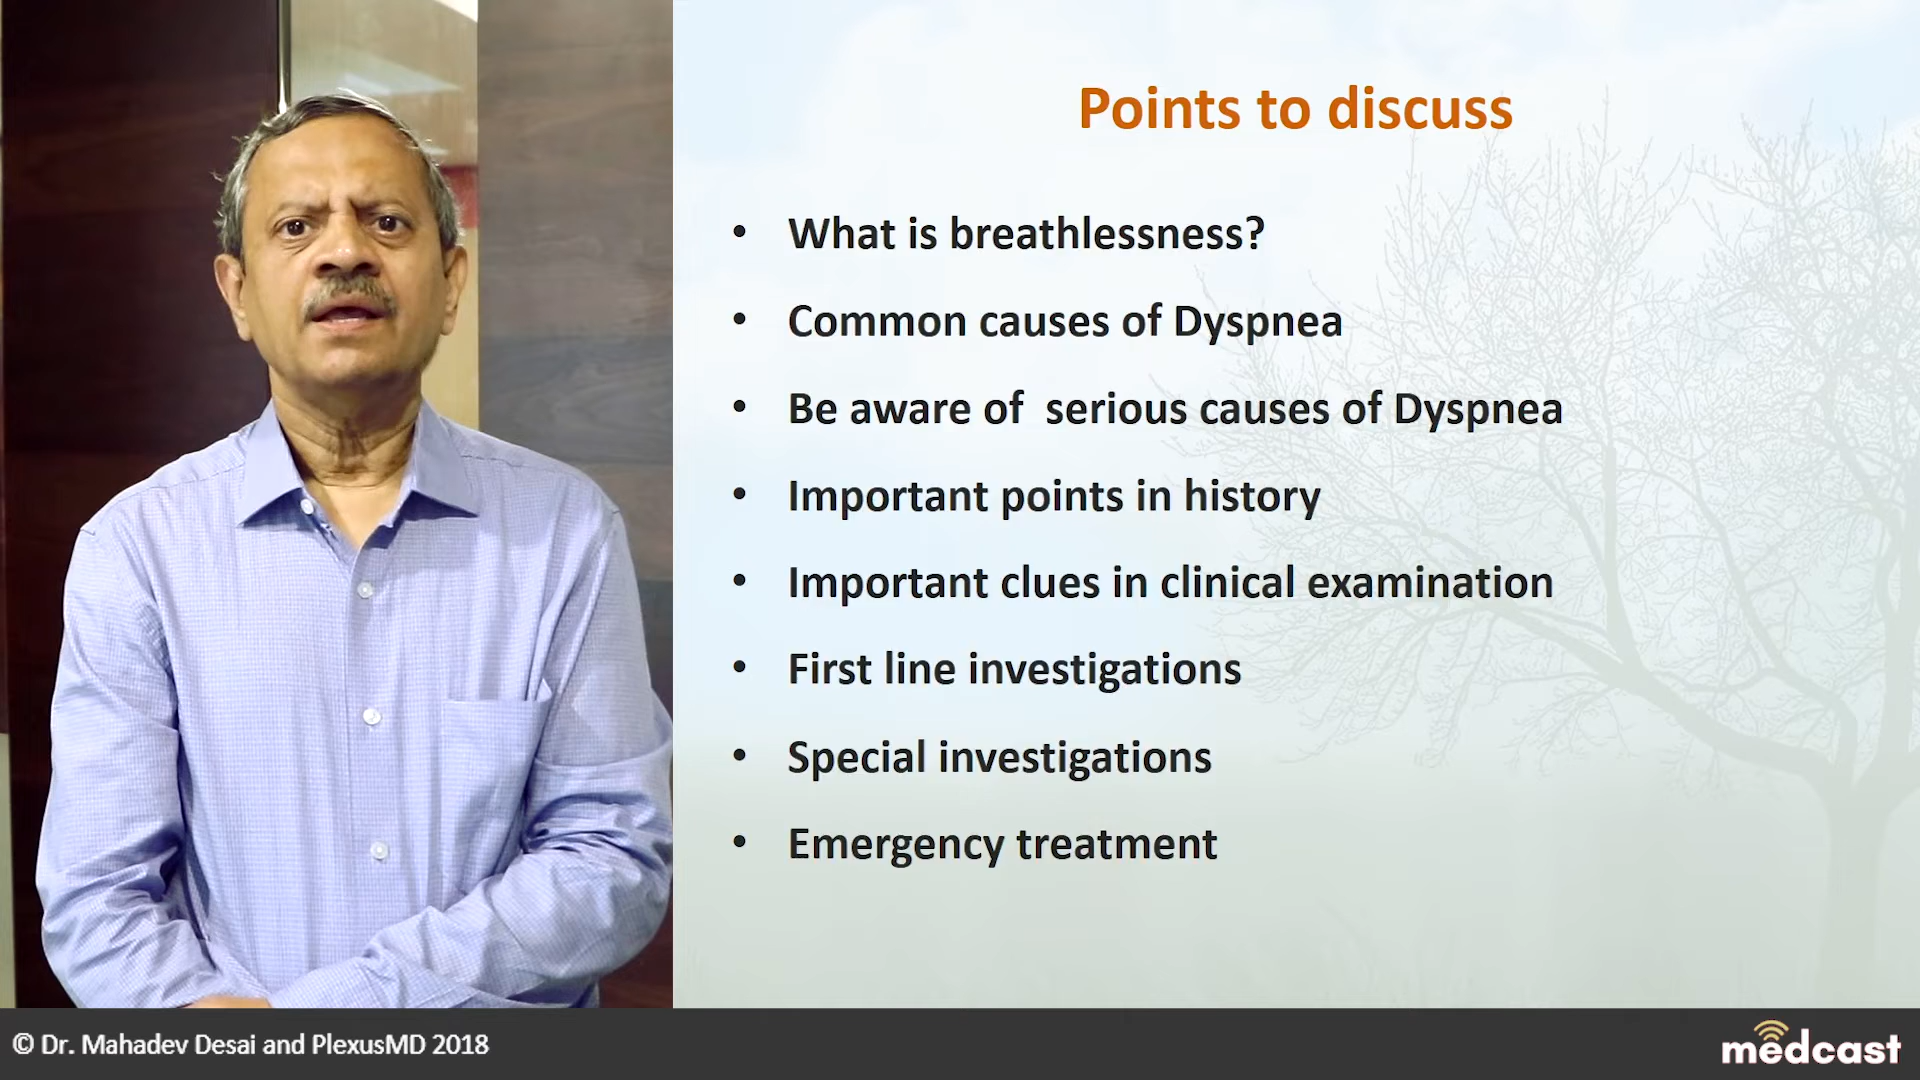 Points to discuss
• What is breathlessness?
• Common causes of Dyspnea
• Be aware of  serious causes of Dyspnea
• Important points in history
• Important clues in clinical examination
• First line investigations
• Special investigations
• Emergency treatment
© Dr. Mahadev Desai and PlexusMD 2018
medcast